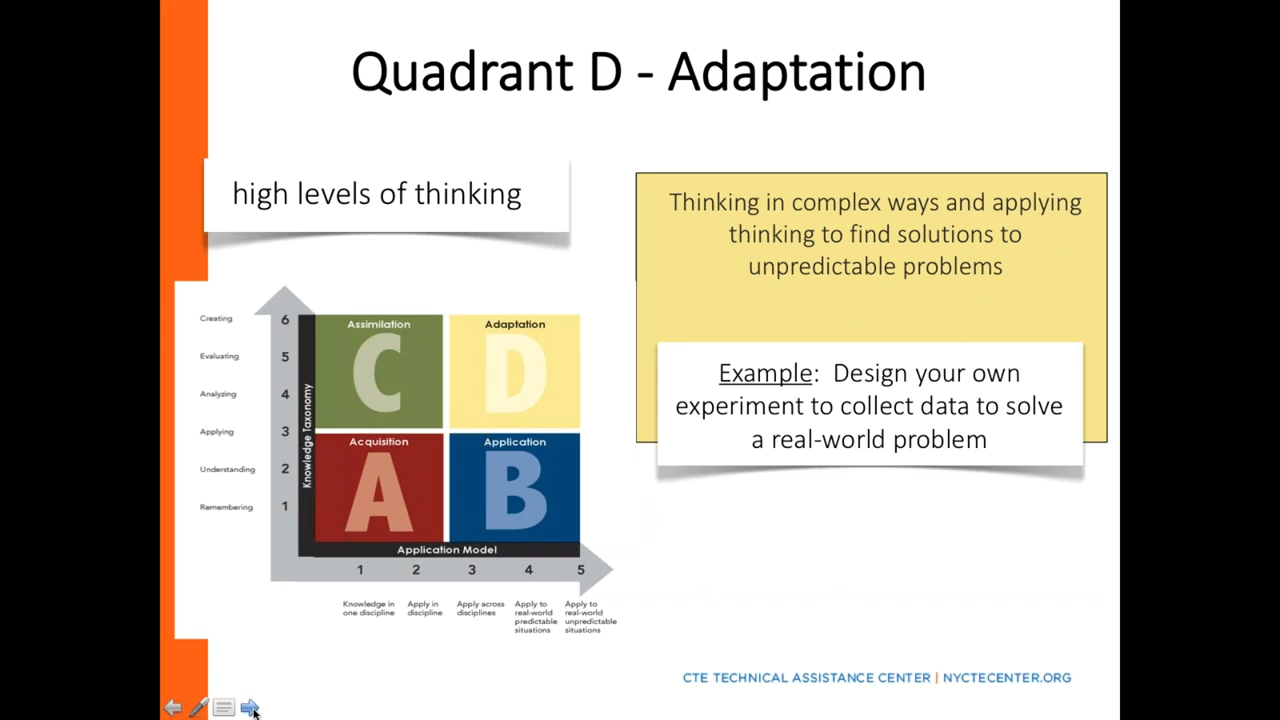 Quadrant D - Adaptation
high levels of thinking
Thinking in complex ways and applying
thinking to find solutions to
unpredictable problems
Example: Design your own
experiment to collect data to solve
a real-world problem
Creating
Evaluating
Analyzing
Applying
Understanding
Remembering
6
5
4
3
2
1
Knowledge Taxonomy
Assimilation
C
Adaptation
D
Acquisition
A
Application
B
Application Model
1 2 3 4 5
Knowledge in
one discipline
Apply in
discipline
Apply across
disciplines
Apply to
real-world
predictable
situations
Apply to
real-world
unpredictable
situations
CTE TECHNICAL ASSISTANCE CENTER | NYCTECENTER.ORG